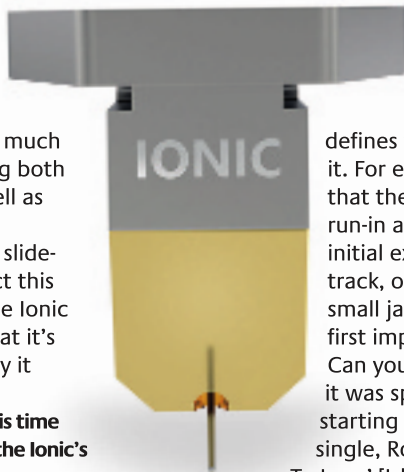 much
g both
ell as
slide-
ct this
e Ionic
at it's
y it
is time
the Ionic's
IONIC
defines
it. For e
that the
run-in a
initial ex
track, o
small ja
first imp
Can you
it was sp
starting
single, Ro